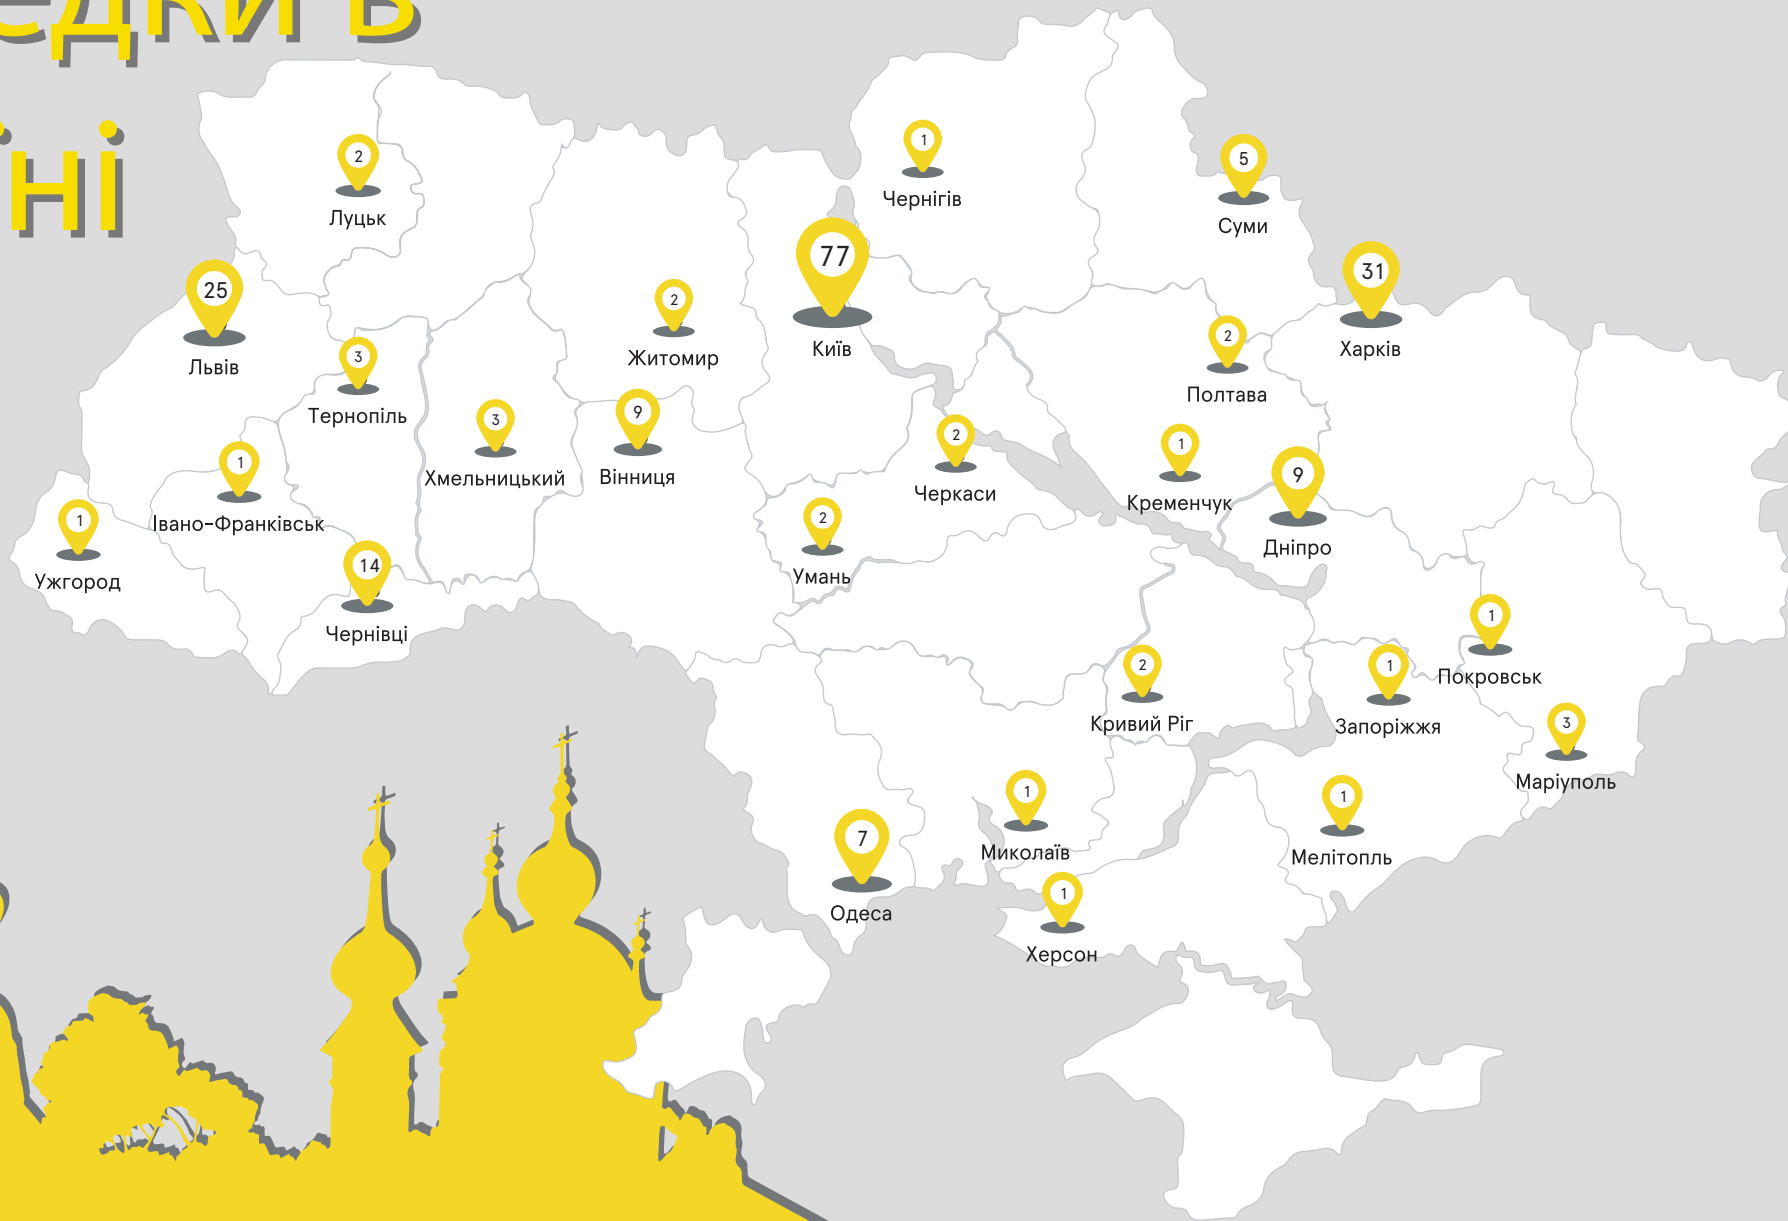 в
ні
2
Луцьк
1
Чернігів
5
Суми
77
Київ
31
Харків
25
Львів
2
Житомир
2
Полтава
3
Тернопіль
3
Хмельницький
9
Вінниця
2
Черкаси
1
Кременчук
9
Дніпро
1
Івано-Франківськ
1
Ужгород
2
Умань
14
Чернівці
1
Покровськ
2
Кривий Ріг
1
Запоріжжя
3
Маріуполь
1
Миколаїв
1
Мелітопль
7
Одеса
1
Херсон